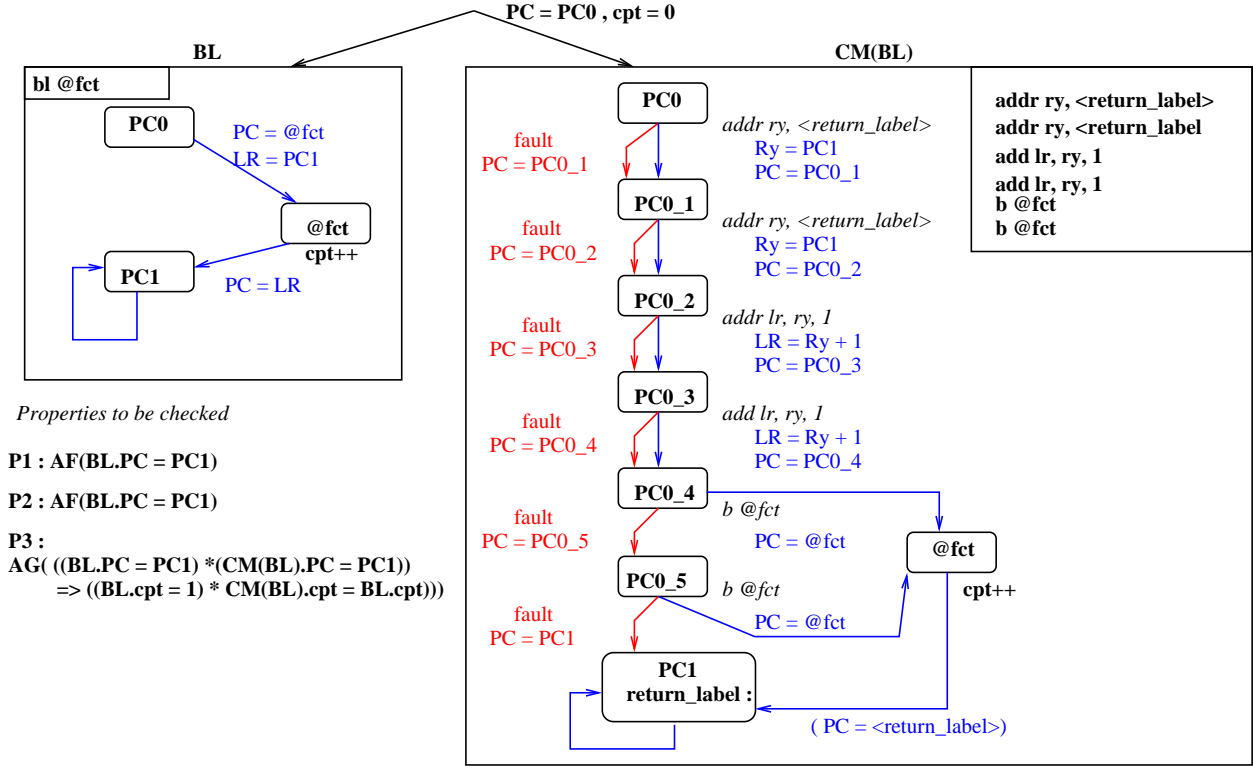 PC = PC0 , cpt = 0
BL
bl @fct
PC0
PC = @fct
LR = PC1
@fct
cpt++
PC1
PC = LR
Properties to be checked
P1 : AF(BL.PC = PC1)
P2 : AF(BL.PC = PC1)
P3 :
AG( ((BL.PC = PC1) *(CM(BL).PC = PC1))
=> ((BL.cpt = 1) * CM(BL).cpt = BL.cpt)))
CM(BL)
addr ry, <return_label>
addr ry, <return_label
add lr, ry, 1
add lr, ry, 1
b @fct
b @fct
PC0
fault
PC = PC0_1
addr ry, <return_label>
Ry = PC1
PC = PC0_1
PC0_1
fault
PC = PC0_2
addr ry, <return_label>
Ry = PC1
PC = PC0_2
PC0_2
fault
PC = PC0_3
addr lr, ry, 1
LR = Ry + 1
PC = PC0_3
PC0_3
fault
PC = PC0_4
add lr, ry, 1
LR = Ry + 1
PC = PC0_4
PC0_4
fault
PC = PC0_5
b @fct
PC = @fct
@fct
cpt++
PC0_5
fault
PC = PC1
b @fct
PC = @fct
PC1
return_label :
( PC = <return_label>)